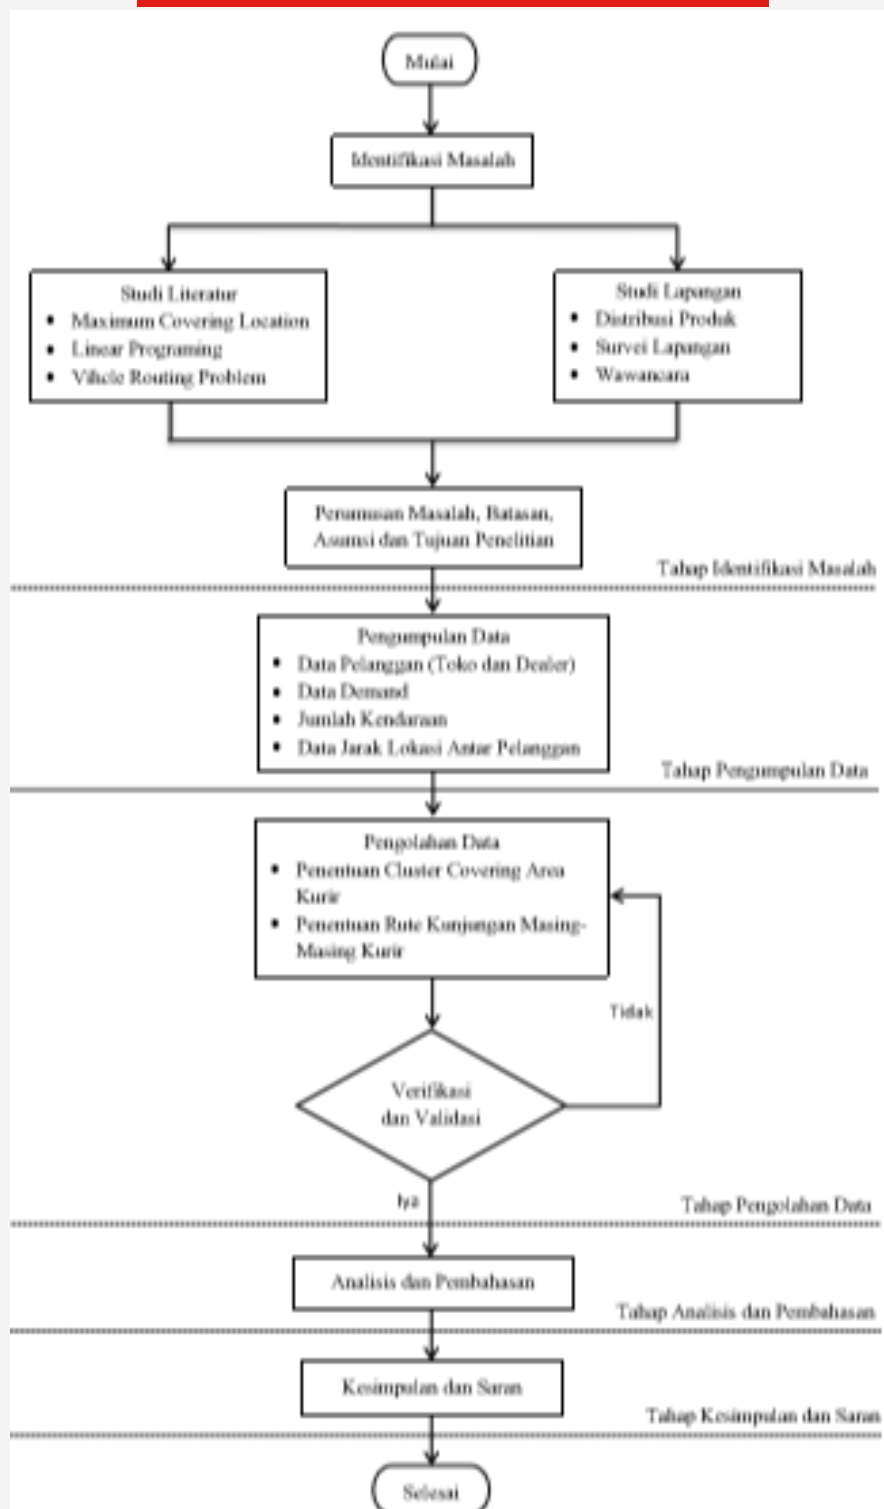 Mulai
Identifikasi Masalah
Studi Literatur
• Maximum Covering Location
• Linear Programing
• Vihcle Routing Problem
Studi Lapangan
• Distribusi Produk
• Survei Lapangan
• Wawancara
Perumusan Masalah, Batasan,
Asumsi dan Tujuan Penelitian
Tahap Identifikasi Masalah
Pengumpulan Data
• Data Pelanggan (Toko dan Dealer)
• Data Demand
• Jumlah Kendaraan
• Data Jarak Lokasi Antar Pelanggan
Tahap Pengumpulan Data
Pengolahan Data
• Penentuan Cluster Covering Area
Kurir
• Penentuan Rute Kunjungan Masing-
Masing Kurir
Tidak
Verifikasi
dan Validasi
Iya
Tahap Pengolahan Data
Analisis dan Pembahasan
Tahap Analisis dan Pembahasan
Kesimpulan dan Saran
Tahap Kesimpulan dan Saran
Selesai